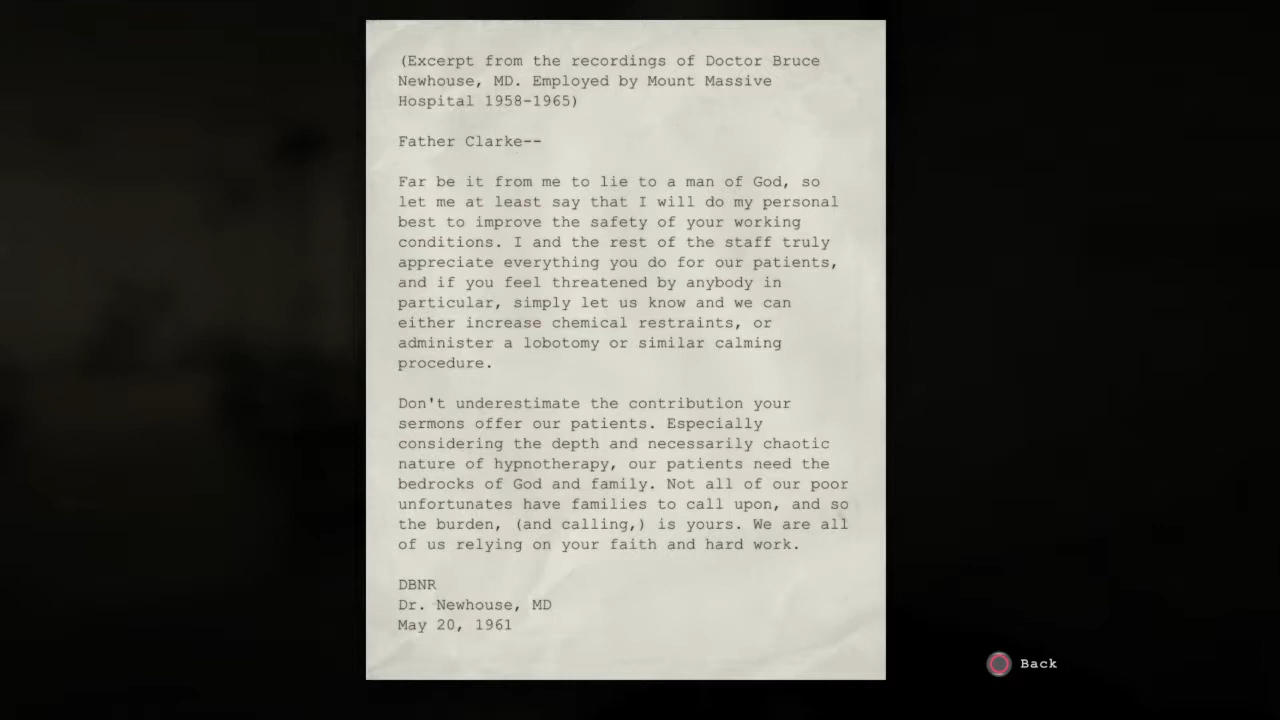 (Excerpt from the recordings of Doctor Bruce
Newhouse, MD. Employed by Mount Massive
Hospital 1958-1965)
Father Clarke--
Far be it from me to lie to a man of God, so
let me at least say that I will do my personal
best to improve the safety of your working
conditions. I and the rest of the staff truly
appreciate everything you do for our patients,
and if you feel threatened by anybody in
particular, simply let us know and we can
either increase chemical restraints, or
administer a lobotomy or similar calming
procedure.
Don't underestimate the contribution your
sermons offer our patients. Especially
considering the depth and necessarily chaotic
nature of hypnotherapy, our patients need the
bedrocks of God and family. Not all of our poor
unfortunates have families to call upon, and so
the burden, (and calling,) is yours. We are all
of us relying on your faith and hard work.
DBNR
Dr. Newhouse, MD
May 20, 1961
Back